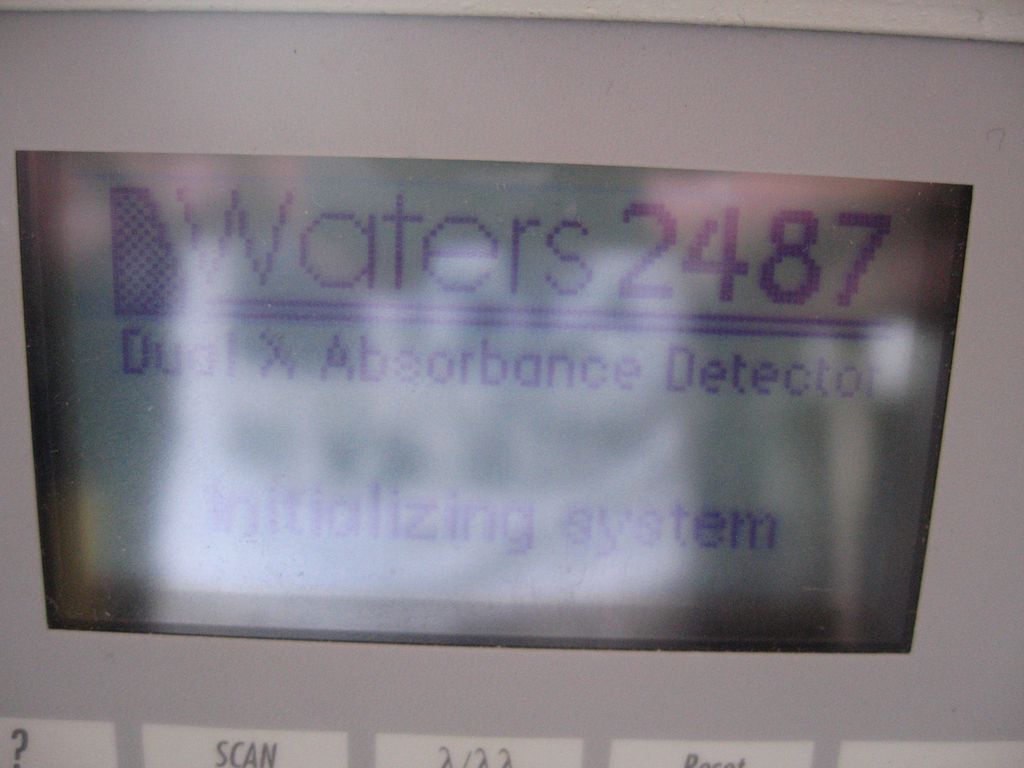 Waters 2487
Dual λ Absorbance Detector
Initializing system
? SCAN λ/λλ Reset